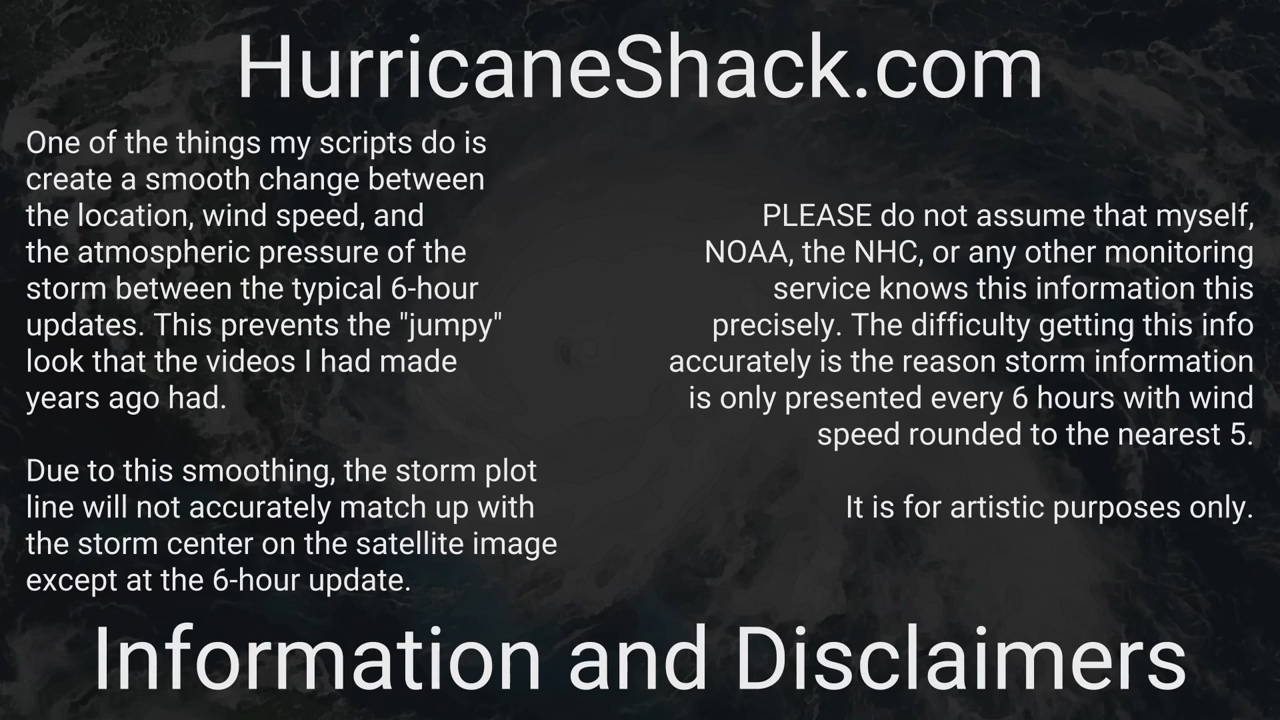 HurricaneShack.com
One of the things my scripts do is
create a smooth change between
the location, wind speed, and
the atmospheric pressure of the
storm between the typical 6-hour
updates. This prevents the "jumpy"
look that the videos I had made
years ago had.
Due to this smoothing, the storm plot
line will not accurately match up with
the storm center on the satellite image
except at the 6-hour update.
PLEASE do not assume that myself,
NOAA, the NHC, or any other monitoring
service knows this information this
precisely. The difficulty getting this info
accurately is the reason storm information
is only presented every 6 hours with wind
speed rounded to the nearest 5.
It is for artistic purposes only.
Information and Disclaimers